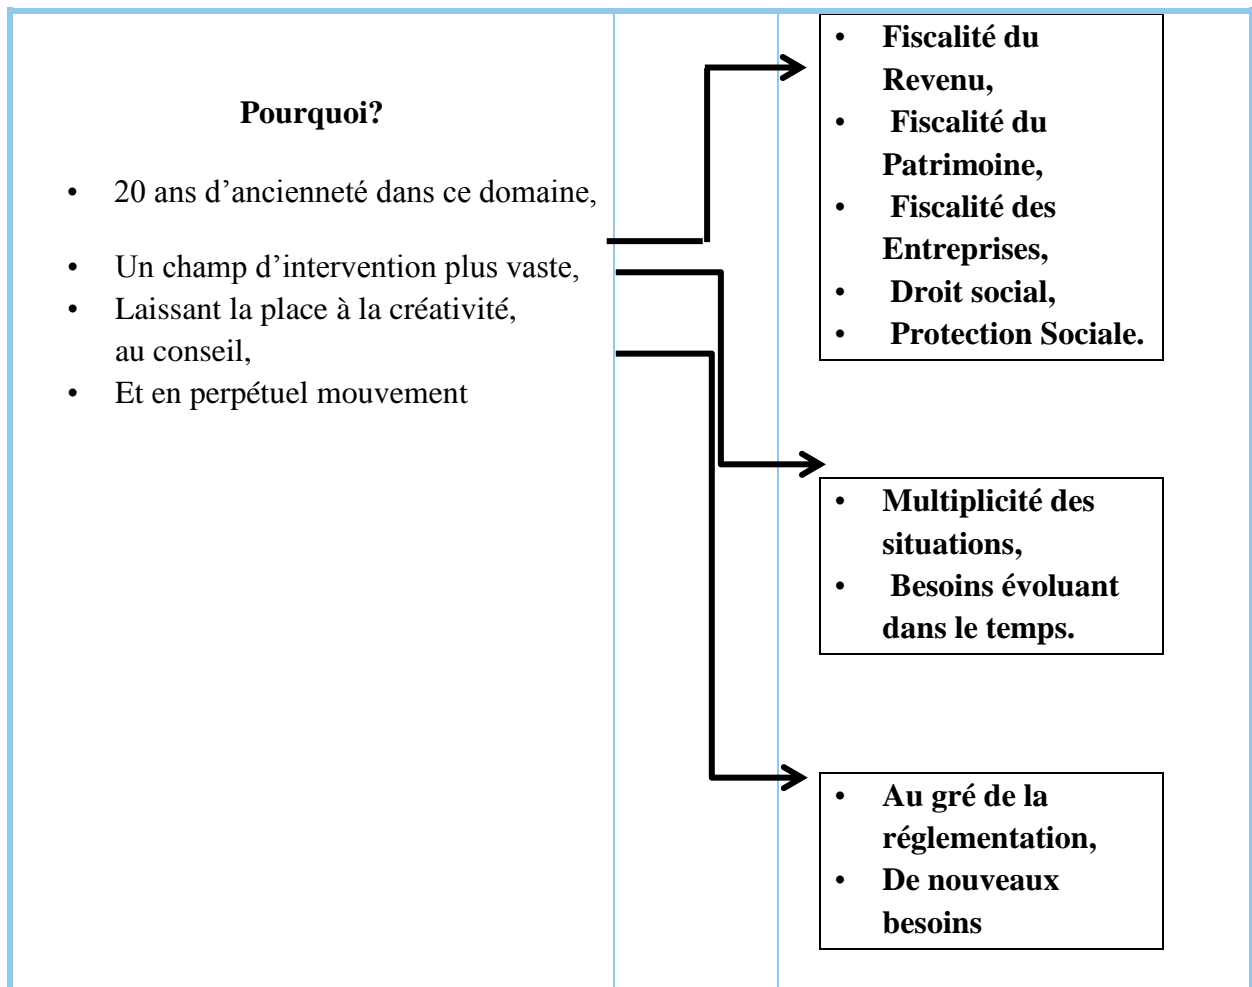 Pourquoi?
• 20 ans d’ancienneté dans ce domaine,
• Un champ d’intervention plus vaste,
• Laissant la place à la créativité,
au conseil,
• Et en perpétuel mouvement
• Fiscalité du
Revenu,
• Fiscalité du
Patrimoine,
• Fiscalité des
Entreprises,
• Droit social,
• Protection Sociale.
• Multiplicité des
situations,
• Besoins évoluant
dans le temps.
• Au gré de la
réglementation,
• De nouveaux
besoins